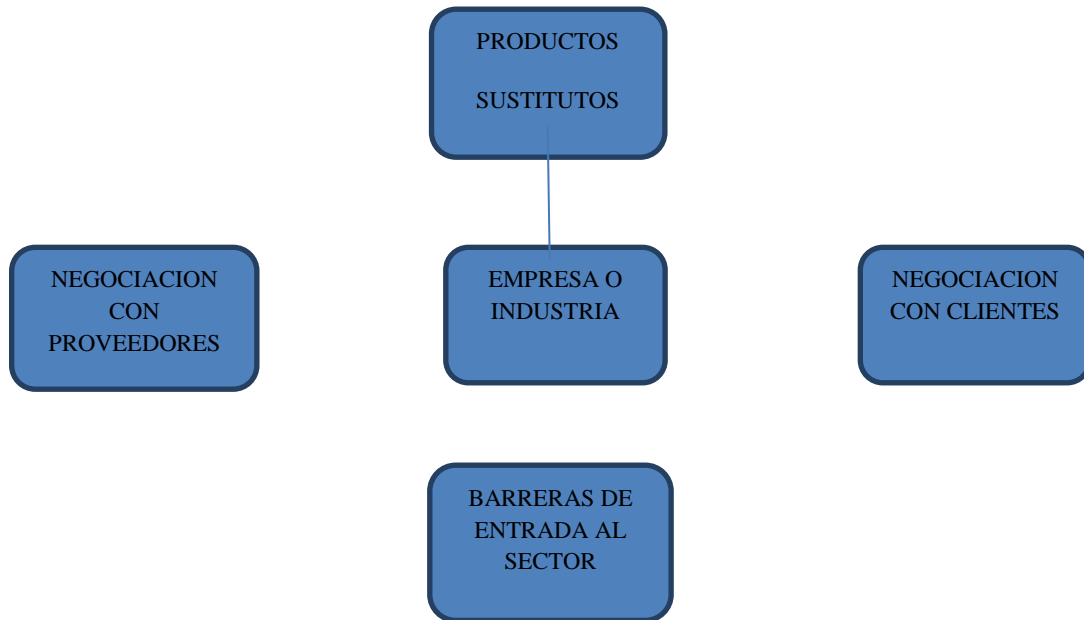 PRODUCTOS
SUSTITUTOS
NEGOCIACION
CON
PROVEEDORES
EMPRESA O
INDUSTRIA
NEGOCIACION
CON CLIENTES
BARRERAS DE
ENTRADA AL
SECTOR